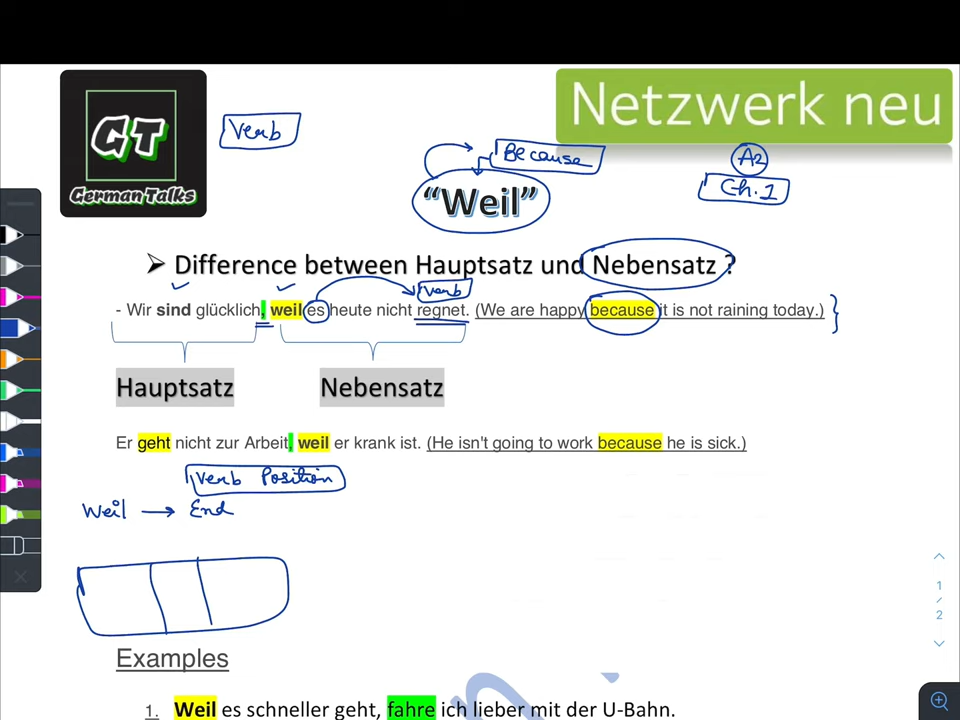 GT
German Talks
Verb
Netzwerk neu
Because
A2
Ch. 1
“Weil”
➢ Difference between Hauptsatz und Nebensatz ?
verb
- Wir sind glücklich, weil es heute nicht regnet. (We are happy because it is not raining today.)
Hauptsatz Nebensatz
Er geht nicht zur Arbeit, weil er krank ist. (He isn't going to work because he is sick.)
Verb Position
Weil → End
1
/
2
Examples
1. Weil es schneller geht, fahre ich lieber mit der U-Bahn.